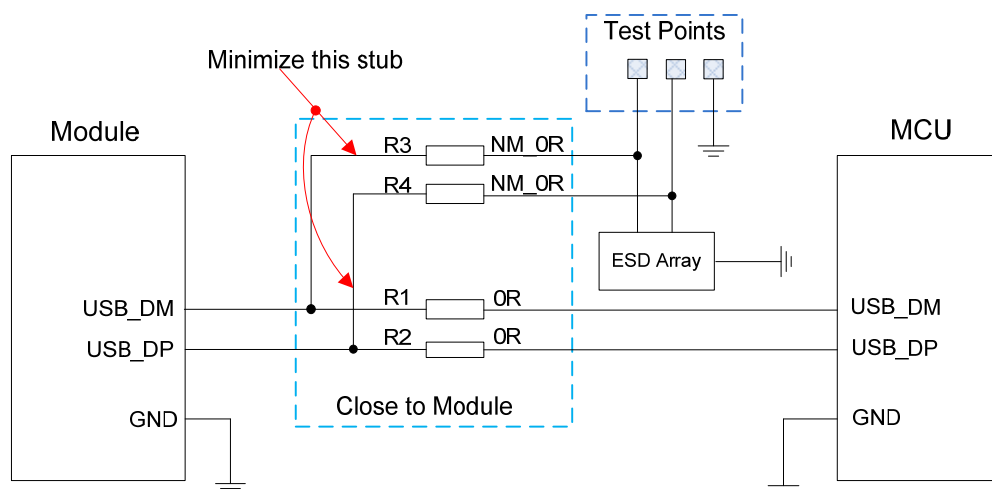 Test Points
Minimize this stub
Module
MCU
R3
NM_0R
R4
NM_0R
ESD Array
USB_DM
R1
0R
USB_DM
USB_DP
R2
0R
USB_DP
Close to Module
GND
GND